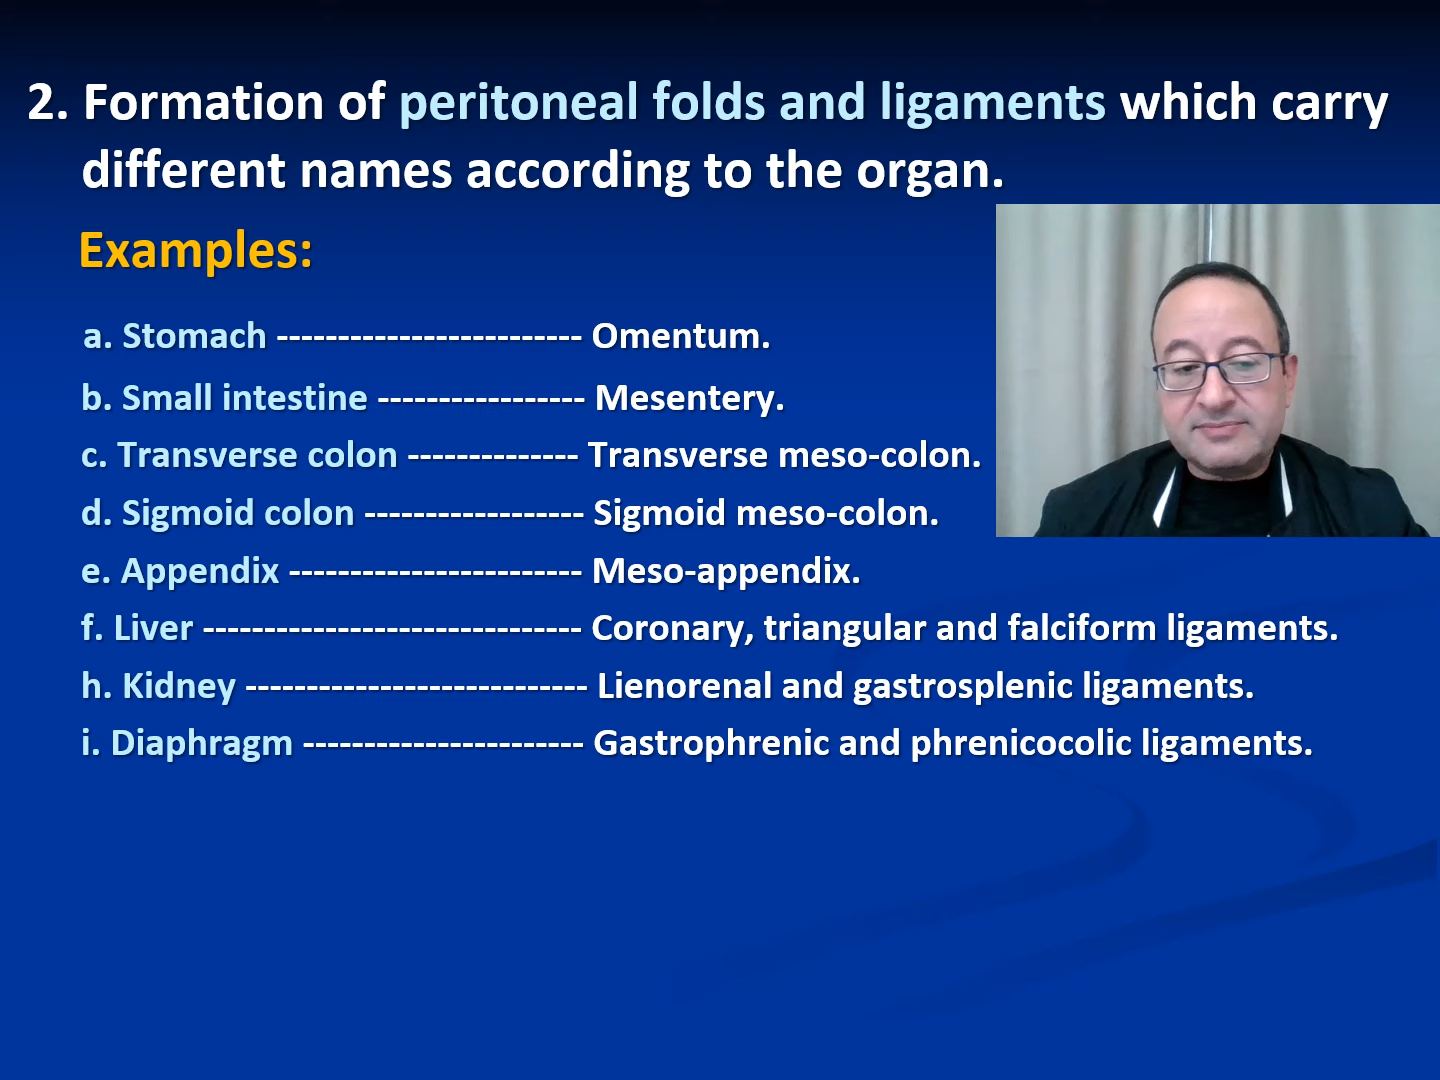 2. Formation of peritoneal folds and ligaments which carry
different names according to the organ.
Examples:
a. Stomach ------------------------- Omentum.
b. Small intestine ----------------- Mesentery.
c. Transverse colon -------------- Transverse meso-colon.
d. Sigmoid colon ------------------ Sigmoid meso-colon.
e. Appendix ------------------------ Meso-appendix.
f. Liver ------------------------------- Coronary, triangular and falciform ligaments.
h. Kidney ---------------------------- Lienorenal and gastrosplenic ligaments.
i. Diaphragm ----------------------- Gastrophrenic and phrenicocolic ligaments.